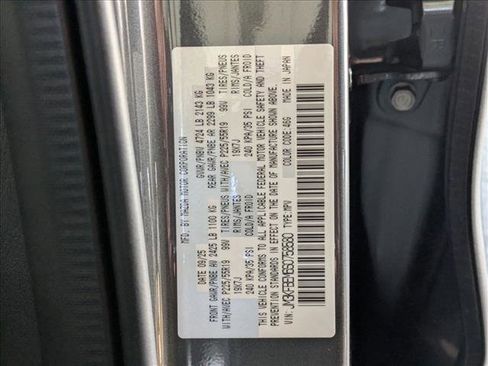 MFD. BY MAZDA MOTOR CORPORATION
DATE 09/25 GVWR/PNBV 4724 LB 2143 KG
FRONT GAWR/PNBE AV 2425 LB 1100 KG REAR GAWR/PNBE AR 2299 LB 1043 KG
WITH/AVEC P225/55R19 99V TIRES/PNEUS WITH/AVEC P225/55R19 99V TIRES/PNEUS
19X7J RIMS/JANTES 19X7J RIMS/JANTES
240 KPA/35 PSI COLD/A FROID 240 KPA/35 PSI COLD/A FROID
THIS VEHICLE CONFORMS TO ALL APPLICABLE FEDERAL MOTOR VEHICLE SAFETY AND THEFT
PREVENTION STANDARDS IN EFFECT ON THE DATE OF MANUFACTURE SHOWN ABOVE.
COLOR CODE: 46G MADE IN JAPAN
VIN: TYPE: MPV